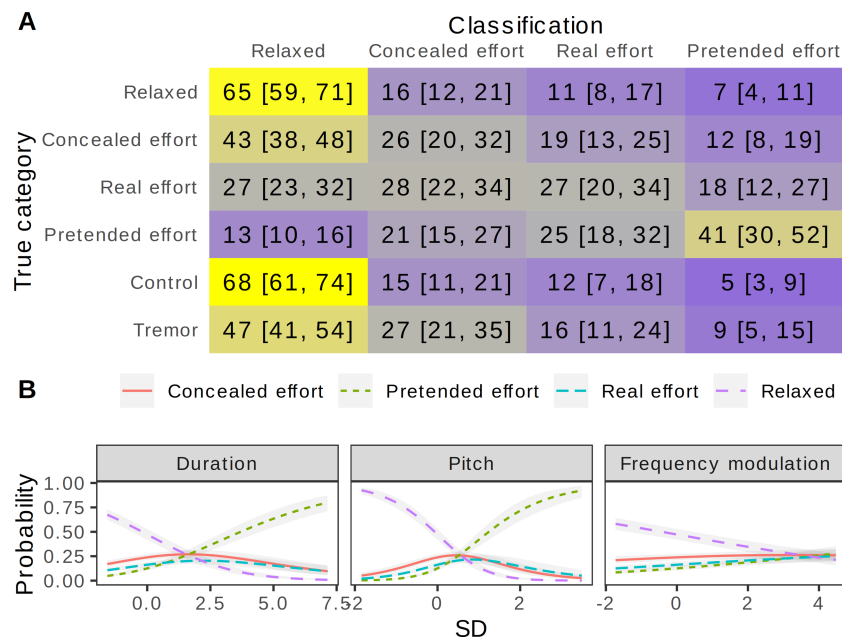 A
Classification
Relaxed Concealed effort Real effort Pretended effort
True category
Relaxed 65 [59, 71] 16 [12, 21] 11 [8, 17] 7 [4, 11]
Concealed effort 43 [38, 48] 26 [20, 32] 19 [13, 25] 12 [8, 19]
Real effort 27 [23, 32] 28 [22, 34] 27 [20, 34] 18 [12, 27]
Pretended effort 13 [10, 16] 21 [15, 27] 25 [18, 32] 41 [30, 52]
Control 68 [61, 74] 15 [11, 21] 12 [7, 18] 5 [3, 9]
Tremor 47 [41, 54] 27 [21, 35] 16 [11, 24] 9 [5, 15]
B
Concealed effort Pretended effort Real effort Relaxed
Duration Pitch Frequency modulation
Probability
1.00
0.75
0.50
0.25
0.00
0.0 2.5 5.0 7.5 -2 0 2 -2 0 2 4
SD